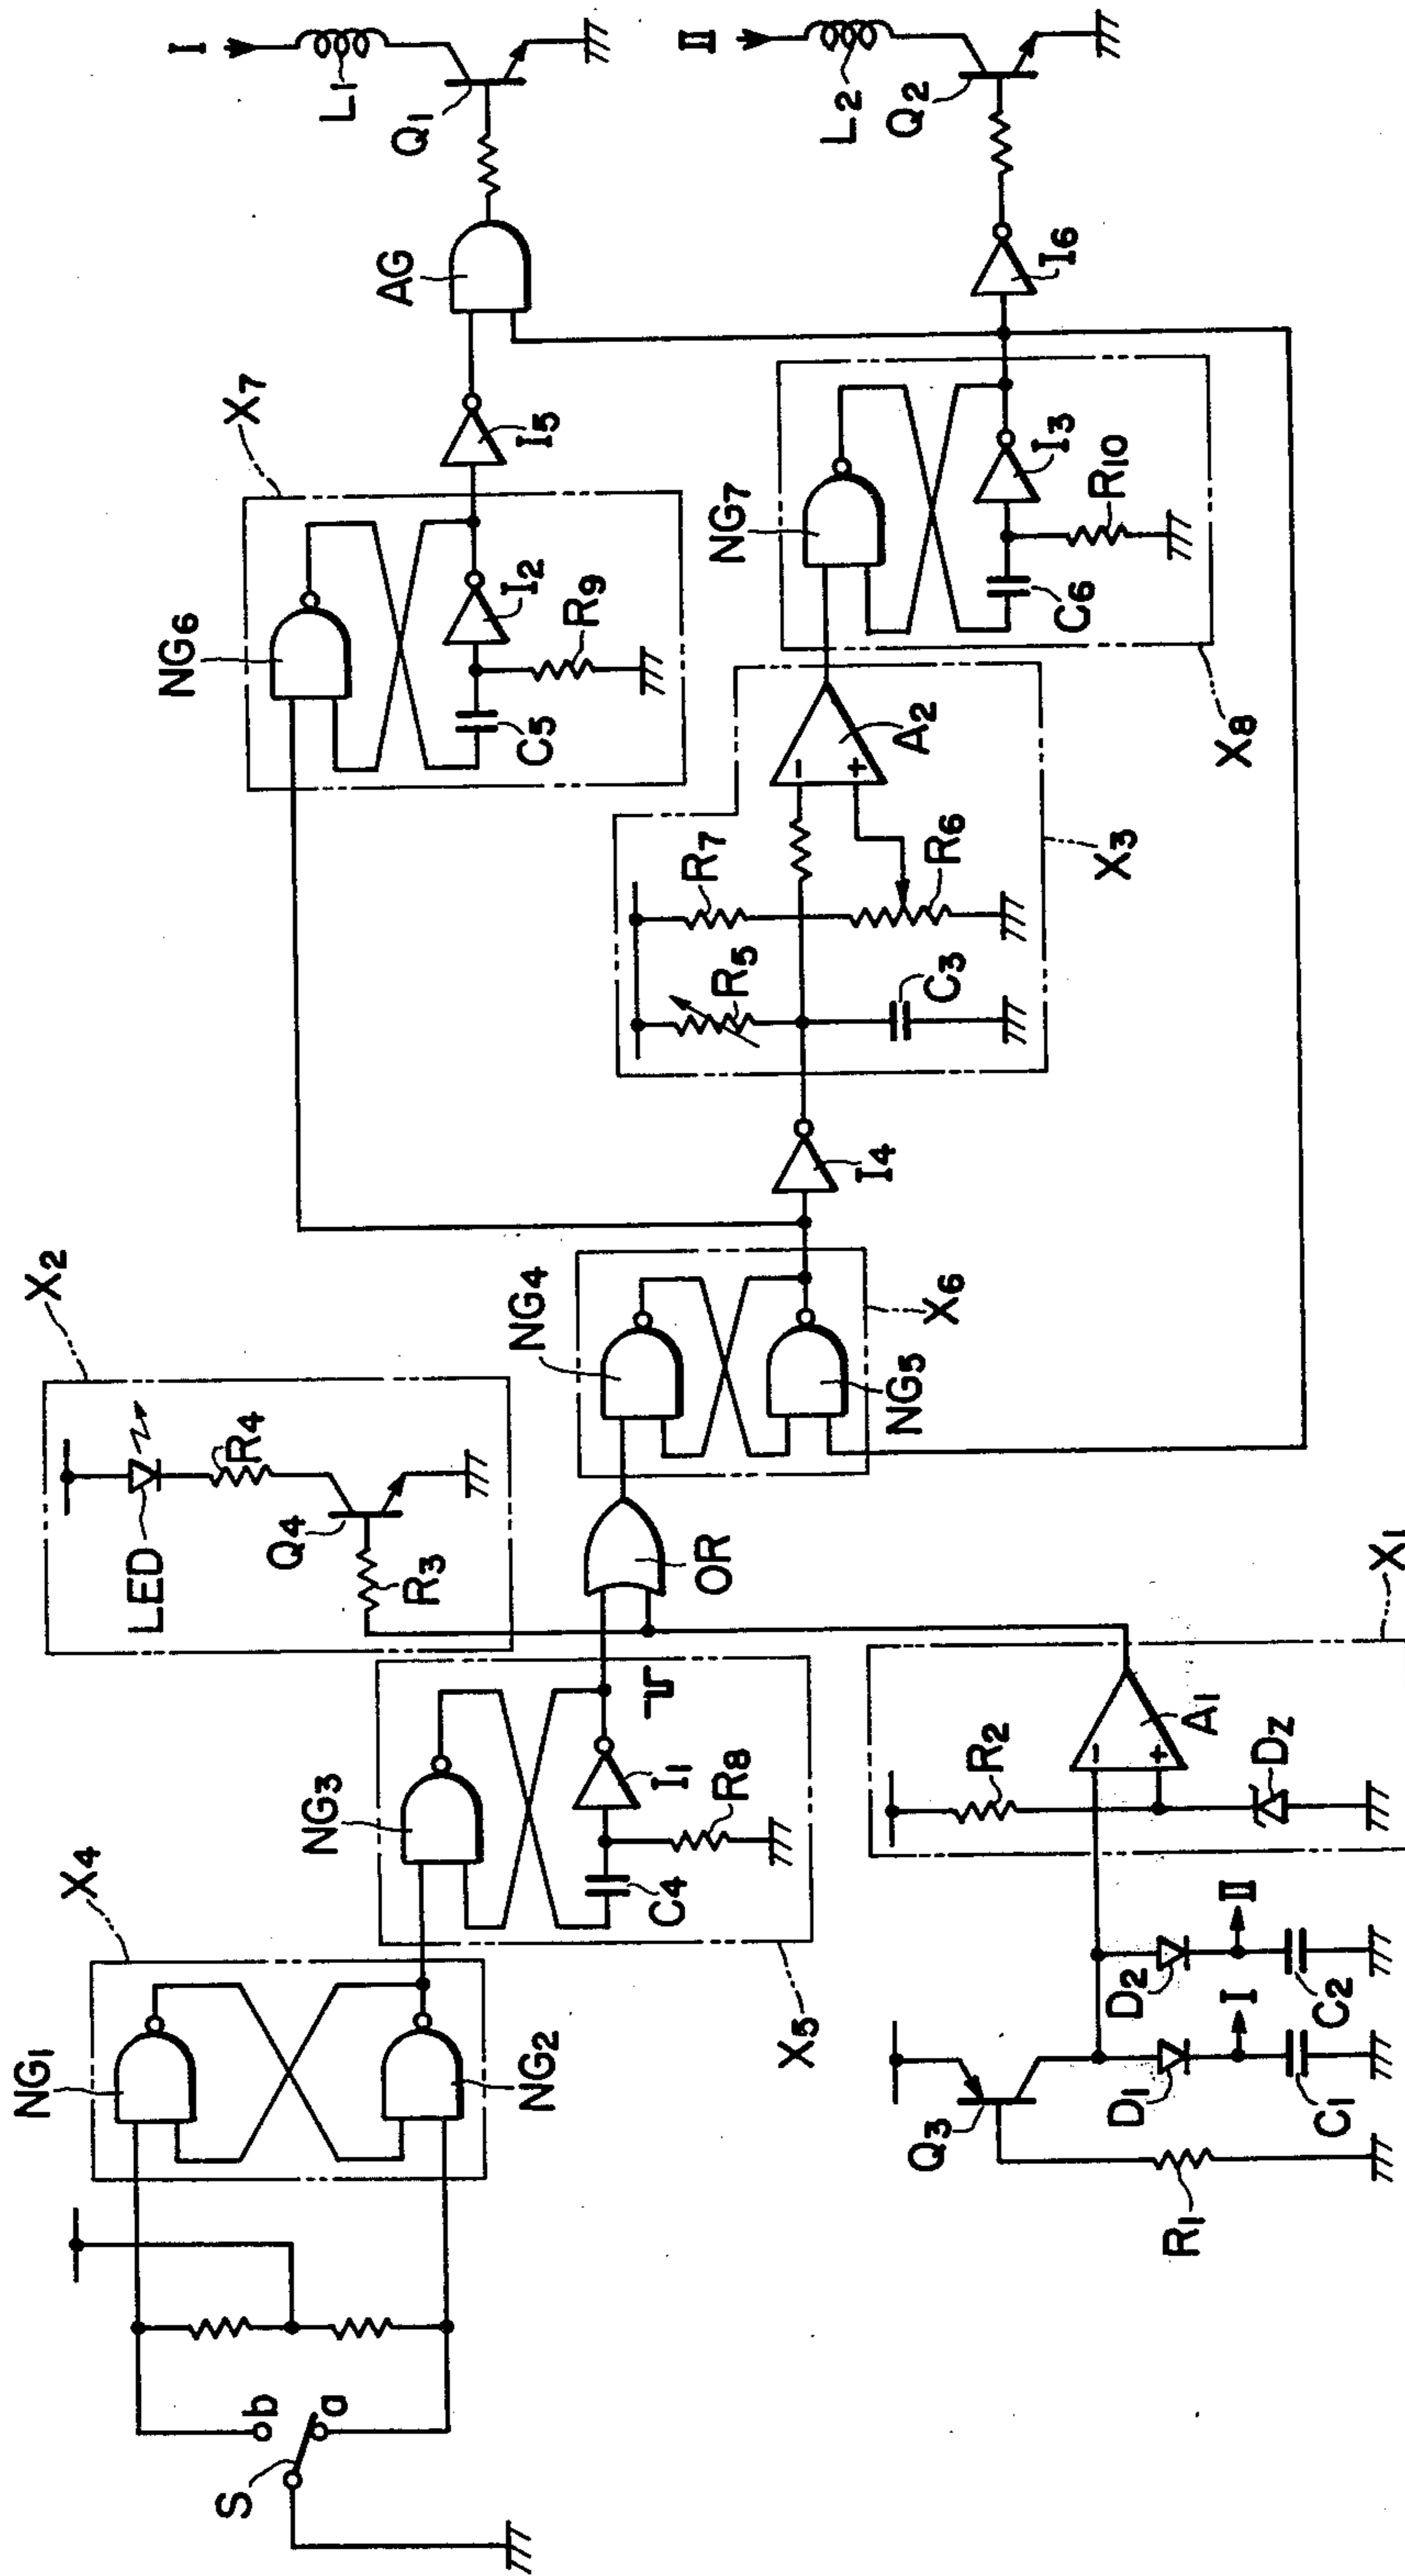 I
L1
Q1
II
L2
Q2
AG
I6
X7
I5
NG6
I2
R9
C5
NG7
I3
R10
C6
X8
A2
-
+
R7
R6
R5
C3
X3
I4
X2
LED
R4
Q4
R3
NG4
NG5
X6
OR
X4
NG1
NG2
NG3
I1
R8
C4
X5
S
b
a
X1
A1
-
+
R2
DZ
Q3
R1
D1
I
C1
D2
II
C2